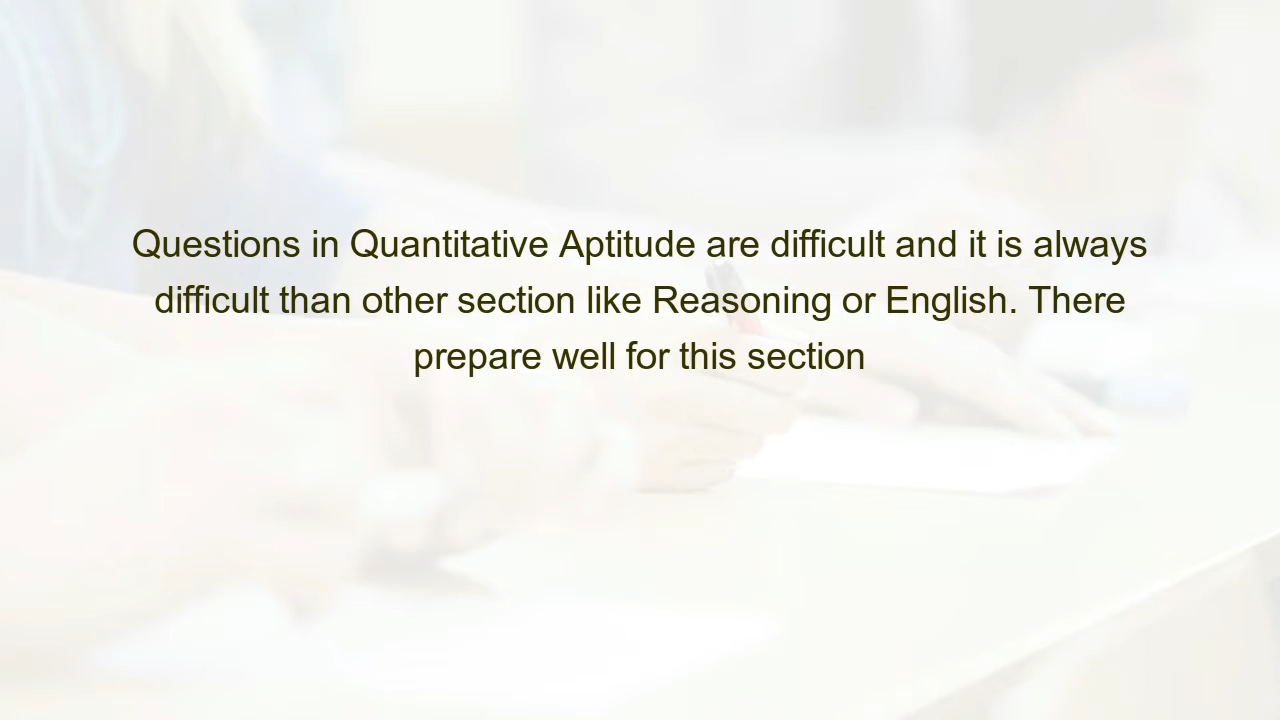 Questions in Quantitative Aptitude are difficult and it is always
difficult than other section like Reasoning or English. There
prepare well for this section